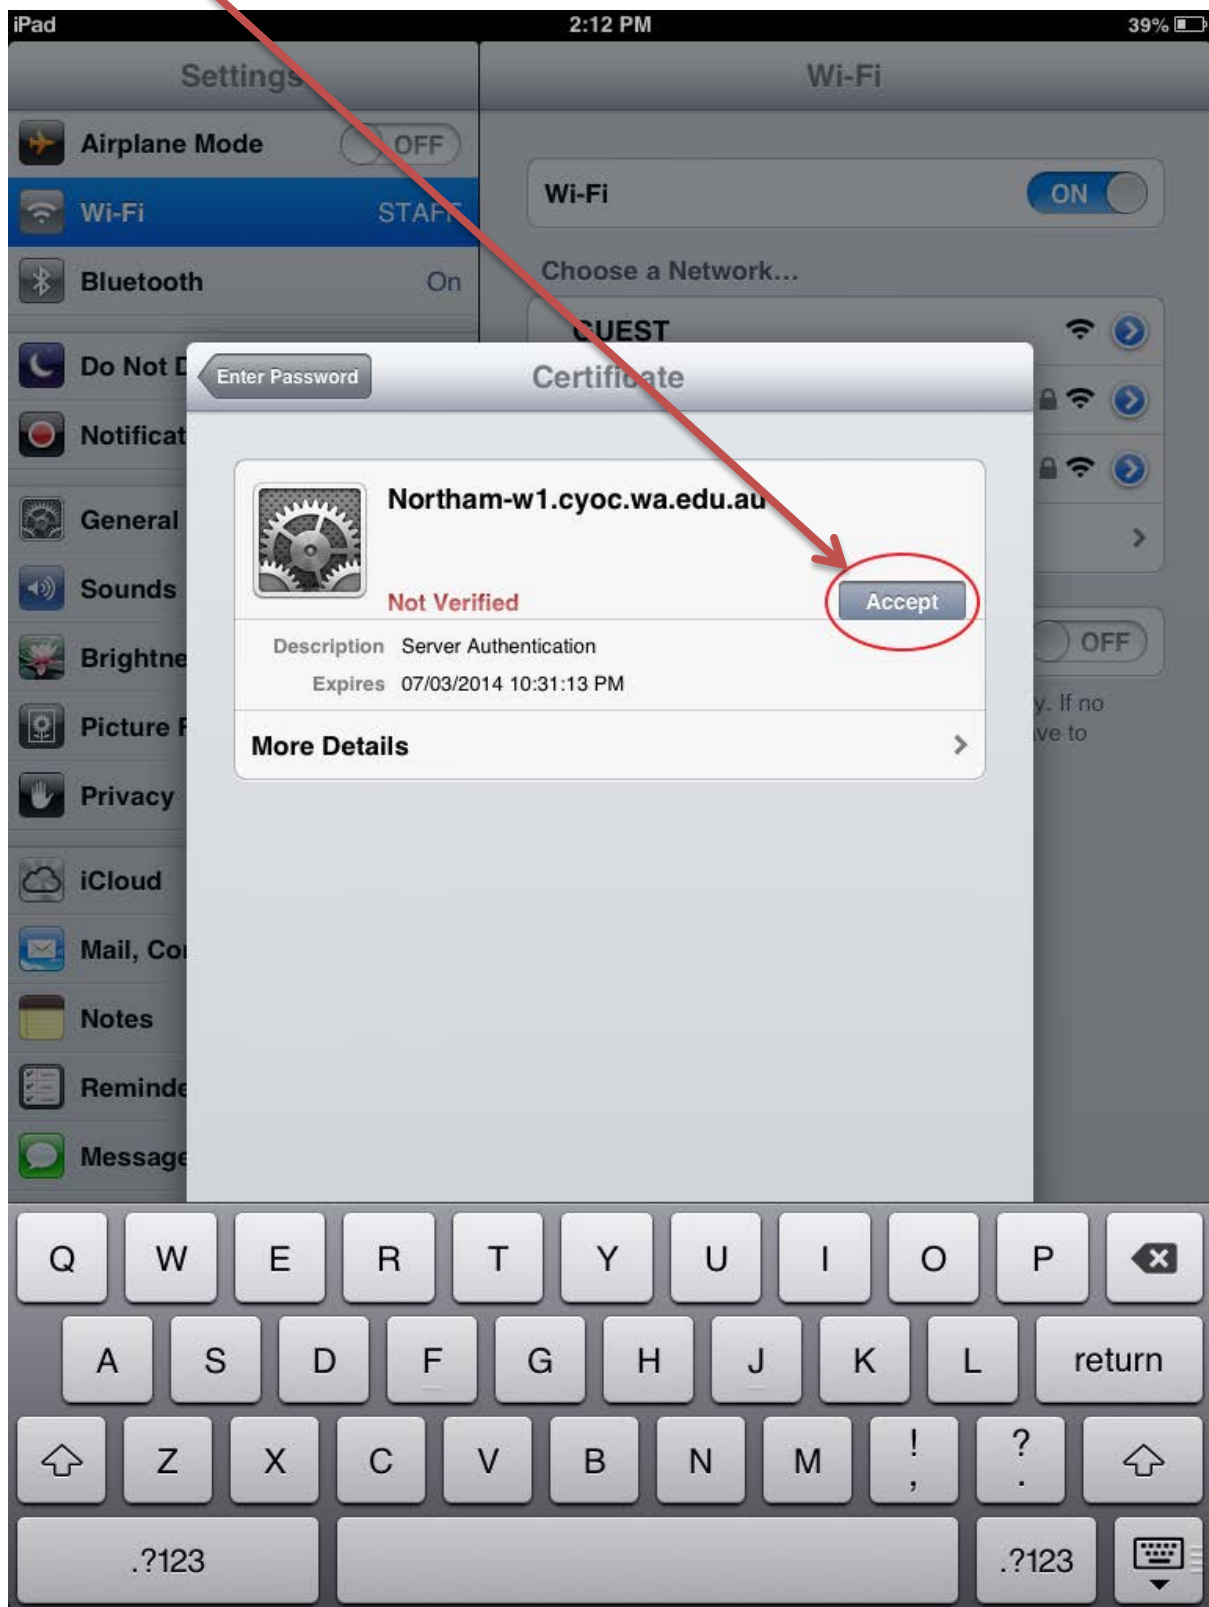 iPad 2:12 PM 39%
Settings
Wi-Fi
Airplane Mode OFF
Wi-Fi STAFF
Bluetooth On
Do Not D
Notificat
General
Sounds
Brightne
Picture F
Privacy
iCloud
Mail, Co
Notes
Reminde
Message
Wi-Fi ON
Choose a Network...
GUEST
OFF
y. If no
ve to
Enter Password
Certificate
Northam-w1.cyoc.wa.edu.au
Not Verified
Accept
Description Server Authentication
Expires 07/03/2014 10:31:13 PM
More Details
Q W E R T Y U I O P
A S D F G H J K L return
Z X C V B N M ! , ? .
.?123 .?123